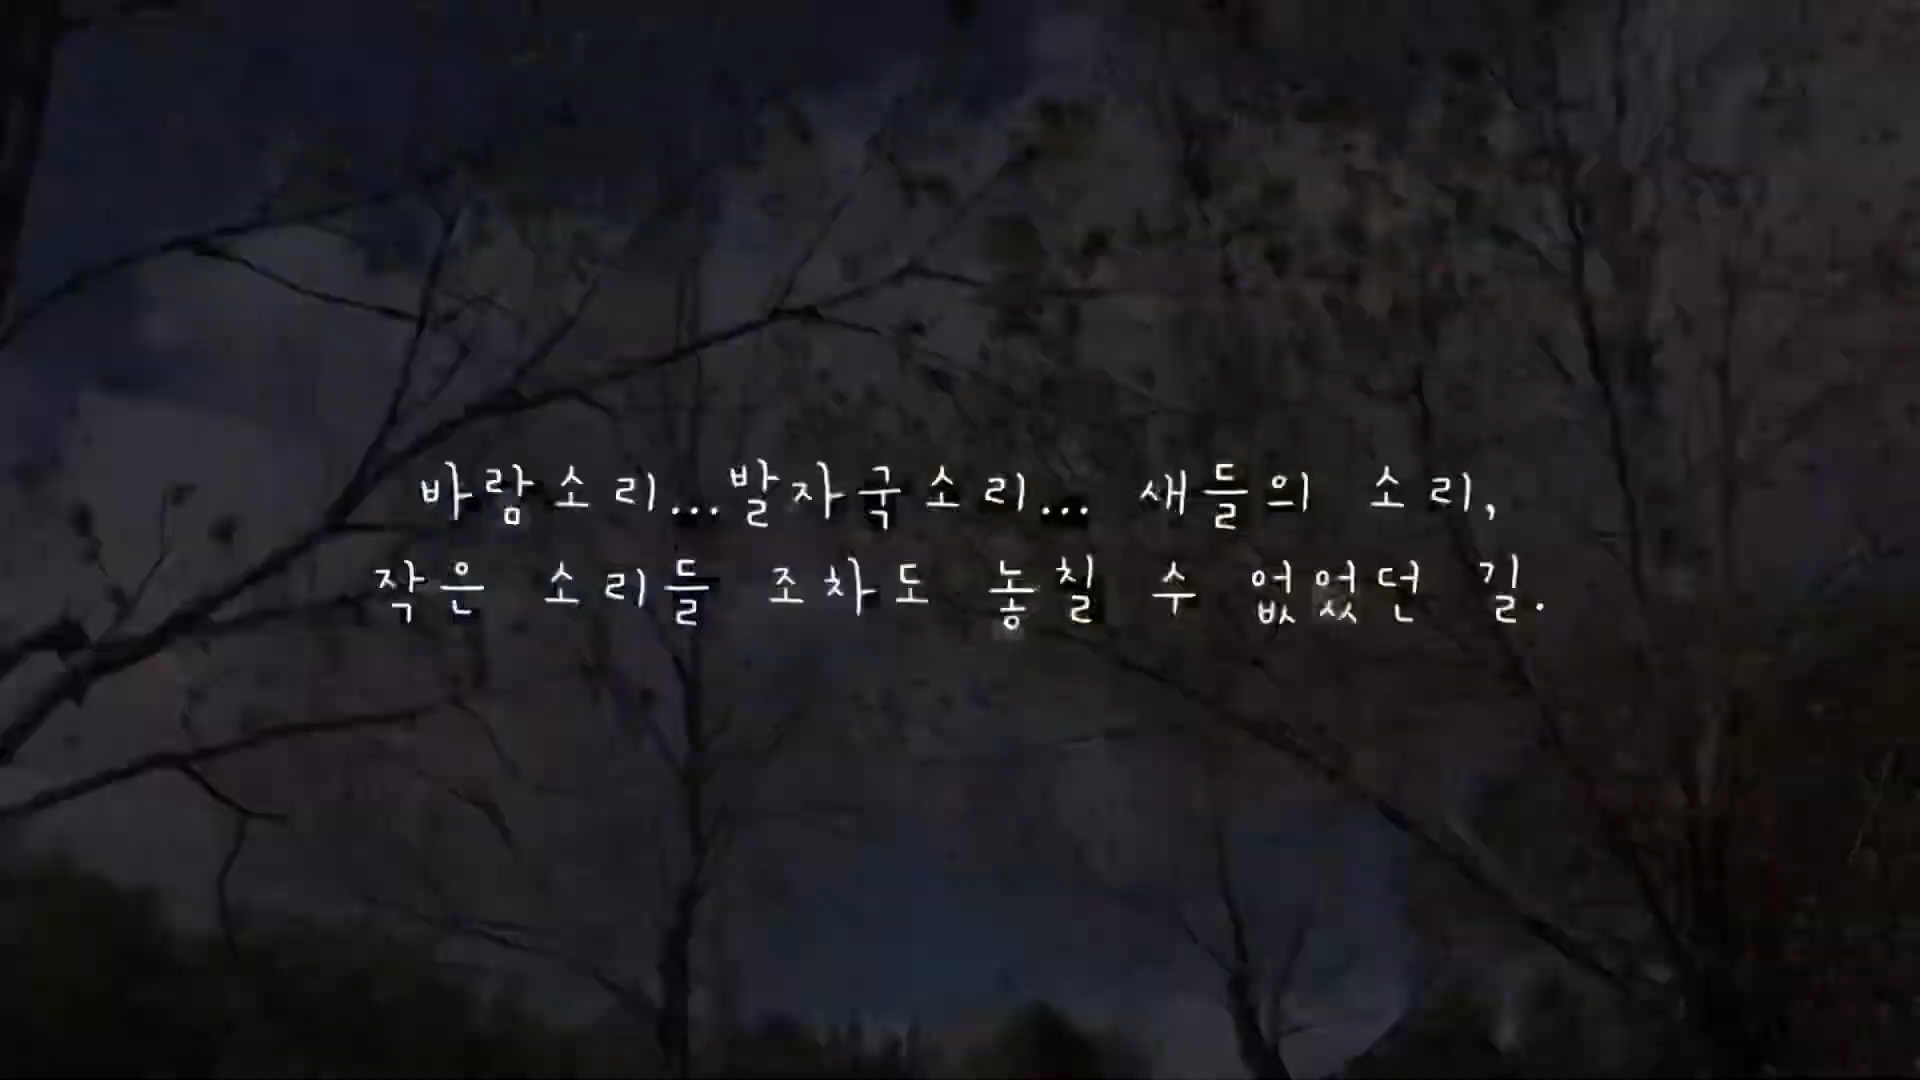 바람소리...발자국소리... 새들의 소리,
작은 소리들 조차도 놓칠 수 없었던 길.